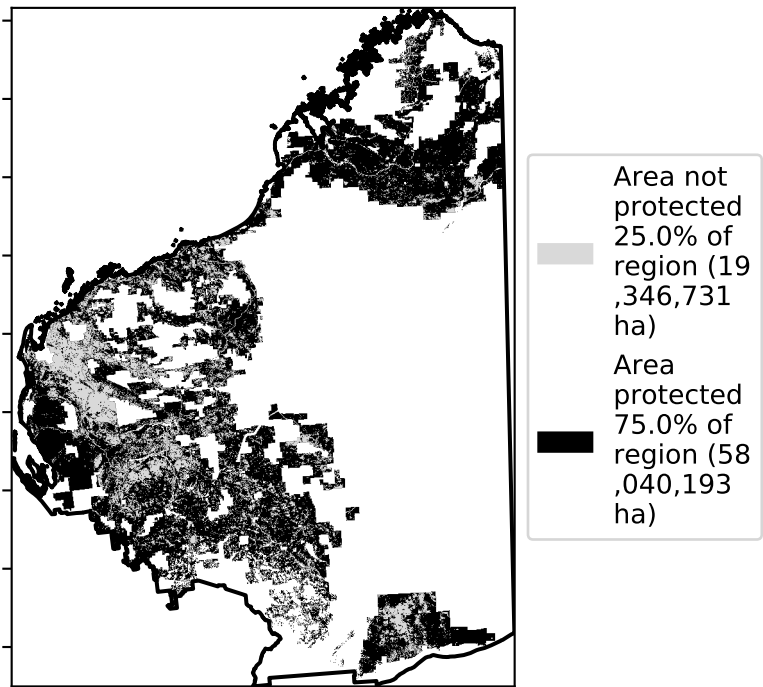 Area not
protected
25.0% of
region (19
,346,731
ha)
Area
protected
75.0% of
region (58
,040,193
ha)